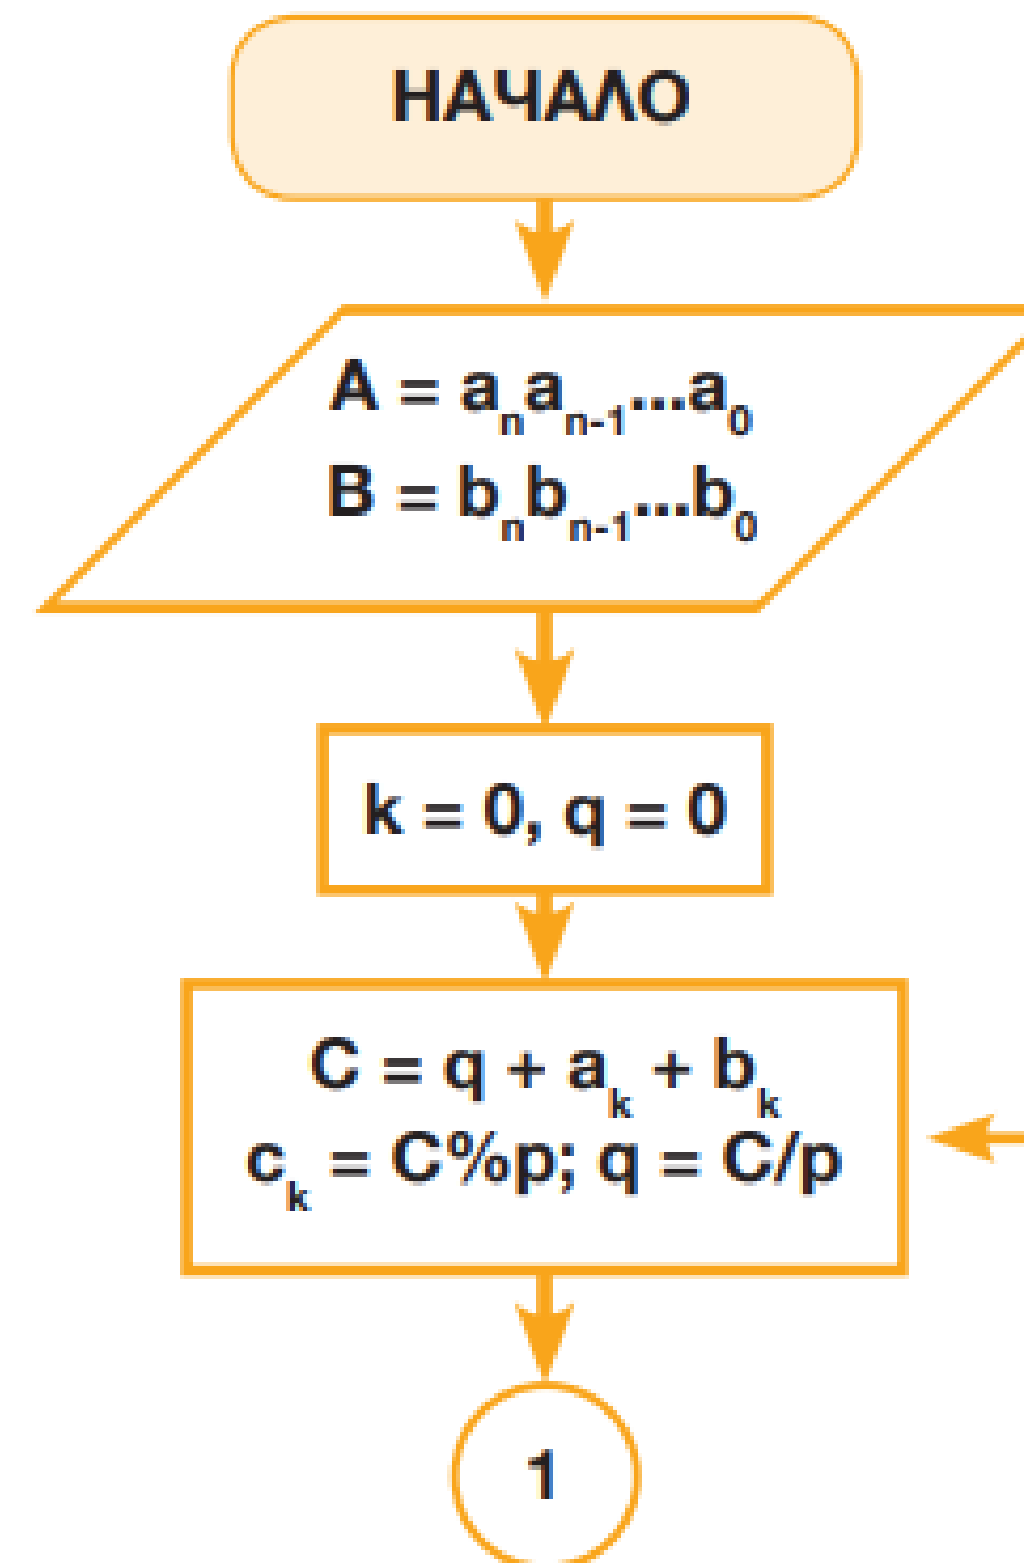 НАЧАЛО
A = aₙaₙ₋₁...a₀
B = bₙbₙ₋₁...b₀
k = 0, q = 0
C = q + aₖ + bₖ
cₖ = C%p; q = C/p
1